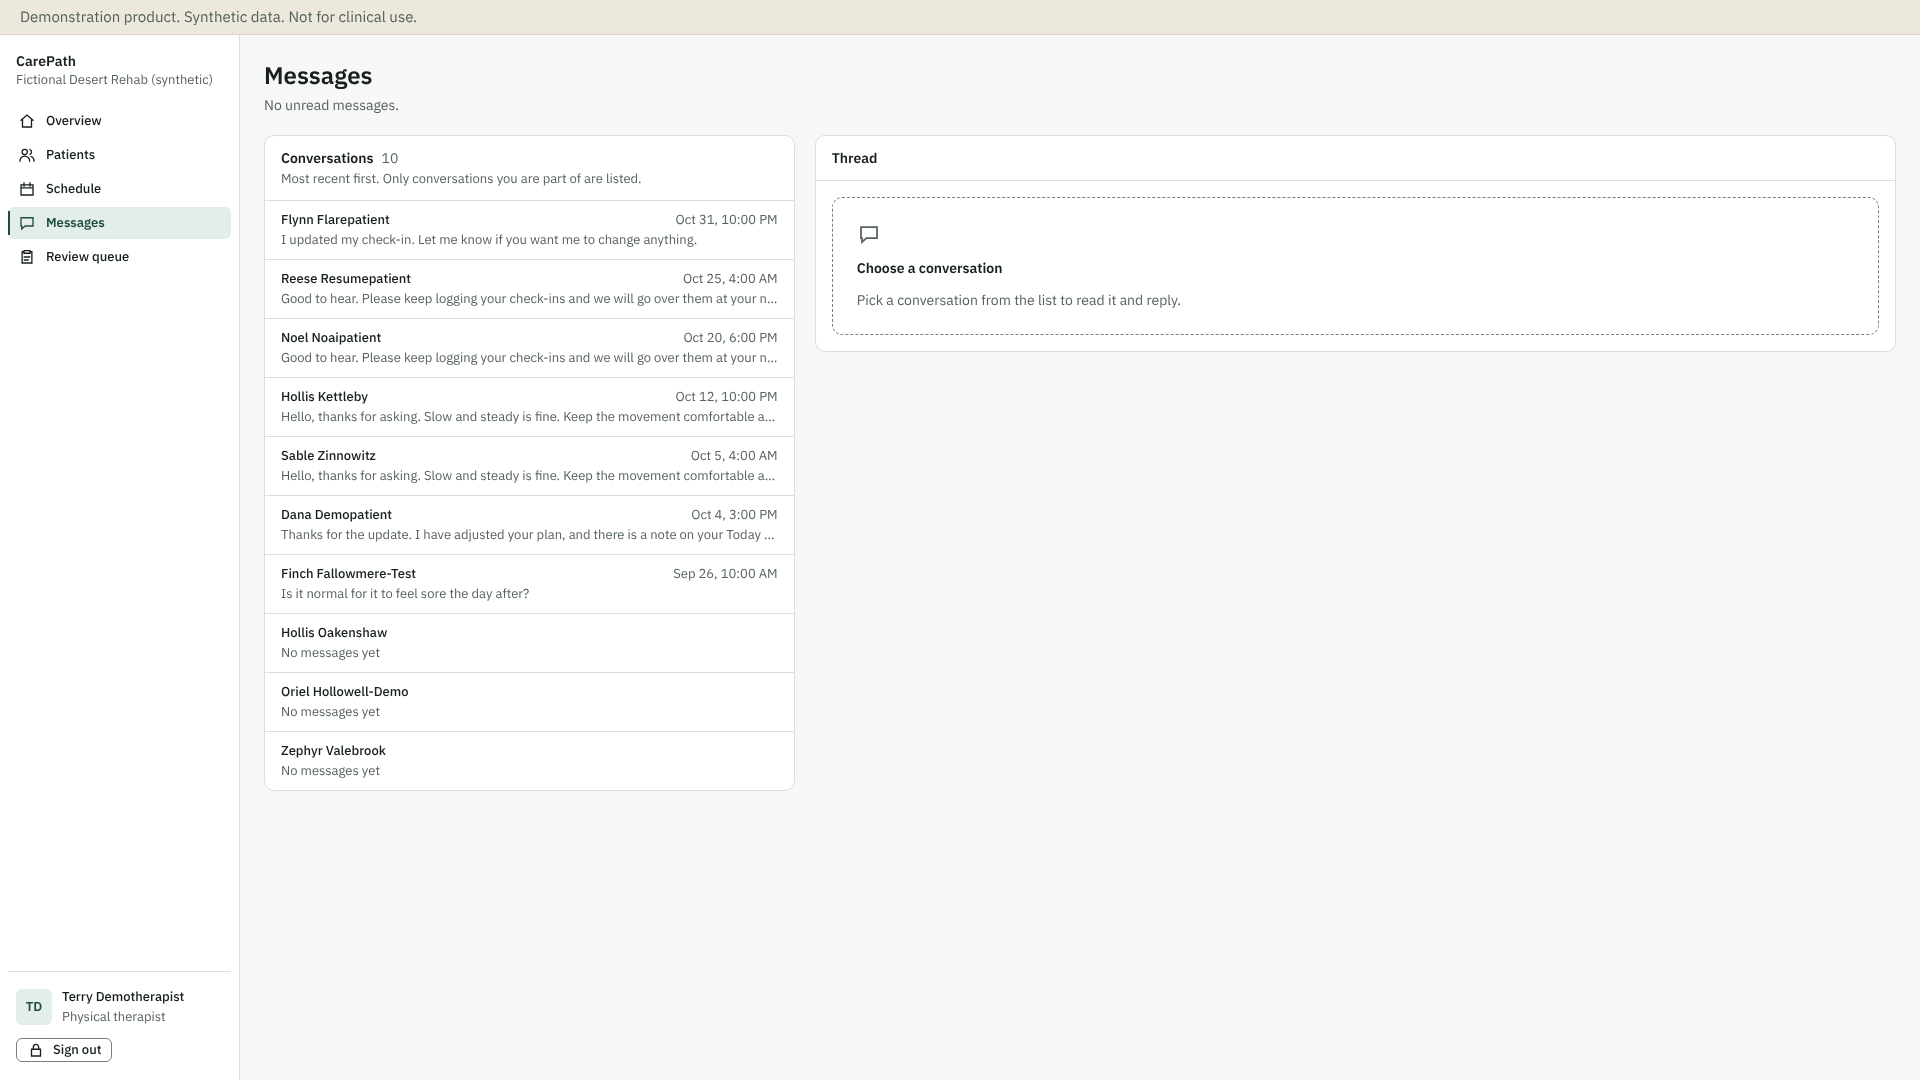 Demonstration product. Synthetic data. Not for clinical use.
CarePath
Fictional Desert Rehab (synthetic)
Overview
Patients
Schedule
Messages
Review queue
Messages
No unread messages.
Conversations 10
Most recent first. Only conversations you are part of are listed.
Flynn Flarepatient Oct 31, 10:00 PM
I updated my check-in. Let me know if you want me to change anything.
Reese Resumepatient Oct 25, 4:00 AM
Good to hear. Please keep logging your check-ins and we will go over them at your n...
Noel Noaipatient Oct 20, 6:00 PM
Good to hear. Please keep logging your check-ins and we will go over them at your n...
Hollis Kettleby Oct 12, 10:00 PM
Hello, thanks for asking. Slow and steady is fine. Keep the movement comfortable a...
Sable Zinnowitz Oct 5, 4:00 AM
Hello, thanks for asking. Slow and steady is fine. Keep the movement comfortable a...
Dana Demopatient Oct 4, 3:00 PM
Thanks for the update. I have adjusted your plan, and there is a note on your Today ...
Finch Fallowmere-Test Sep 26, 10:00 AM
Is it normal for it to feel sore the day after?
Hollis Oakenshaw
No messages yet
Oriel Hollowell-Demo
No messages yet
Zephyr Valebrook
No messages yet
Thread
Choose a conversation
Pick a conversation from the list to read it and reply.
TD
Terry Demotherapist
Physical therapist
Sign out